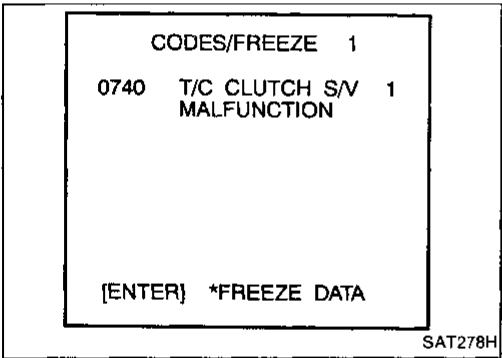 CODES/FREEZE 1
0740 T/C CLUTCH S/V 1
MALFUNCTION
[ENTER] *FREEZE DATA
SAT278H